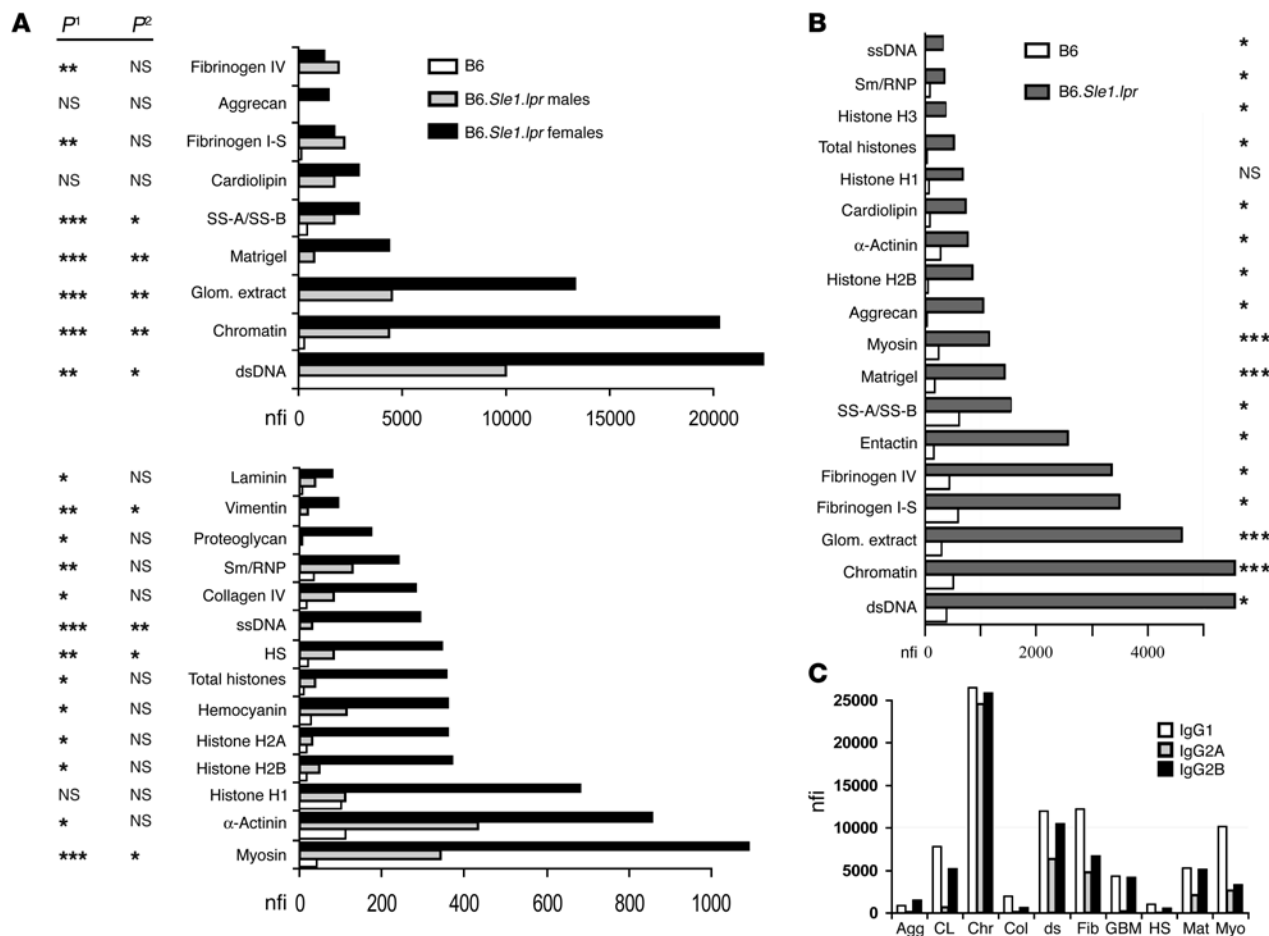 A
P¹ P²
** NS Fibrinogen IV
NS NS Aggrecan
** NS Fibrinogen I-S
NS NS Cardiolipin
*** * SS-A/SS-B
*** ** Matrigel
*** ** Glom. extract
*** ** Chromatin
** * dsDNA
B6
B6.Sle1.lpr males
B6.Sle1.lpr females
nfi 0 5000 10000 15000 20000
* NS Laminin
** * Vimentin
* NS Proteoglycan
** NS Sm/RNP
* NS Collagen IV
*** ** ssDNA
** * HS
* NS Total histones
* NS Hemocyanin
* NS Histone H2A
* NS Histone H2B
NS NS Histone H1
* NS α-Actinin
*** * Myosin
nfi 0 200 400 600 800 1000
B
B6
B6.Sle1.lpr
ssDNA *
Sm/RNP *
Histone H3 *
Total histones *
Histone H1 NS
Cardiolipin *
α-Actinin *
Histone H2B *
Aggrecan *
Myosin ***
Matrigel ***
SS-A/SS-B *
Entactin *
Fibrinogen IV *
Fibrinogen I-S *
Glom. extract ***
Chromatin ***
dsDNA *
nfi 0 2000 4000
C
25000
20000
15000
10000
5000
0
nfi
IgG1
IgG2A
IgG2B
Agg CL Chr Col ds Fib GBM HS Mat Myo